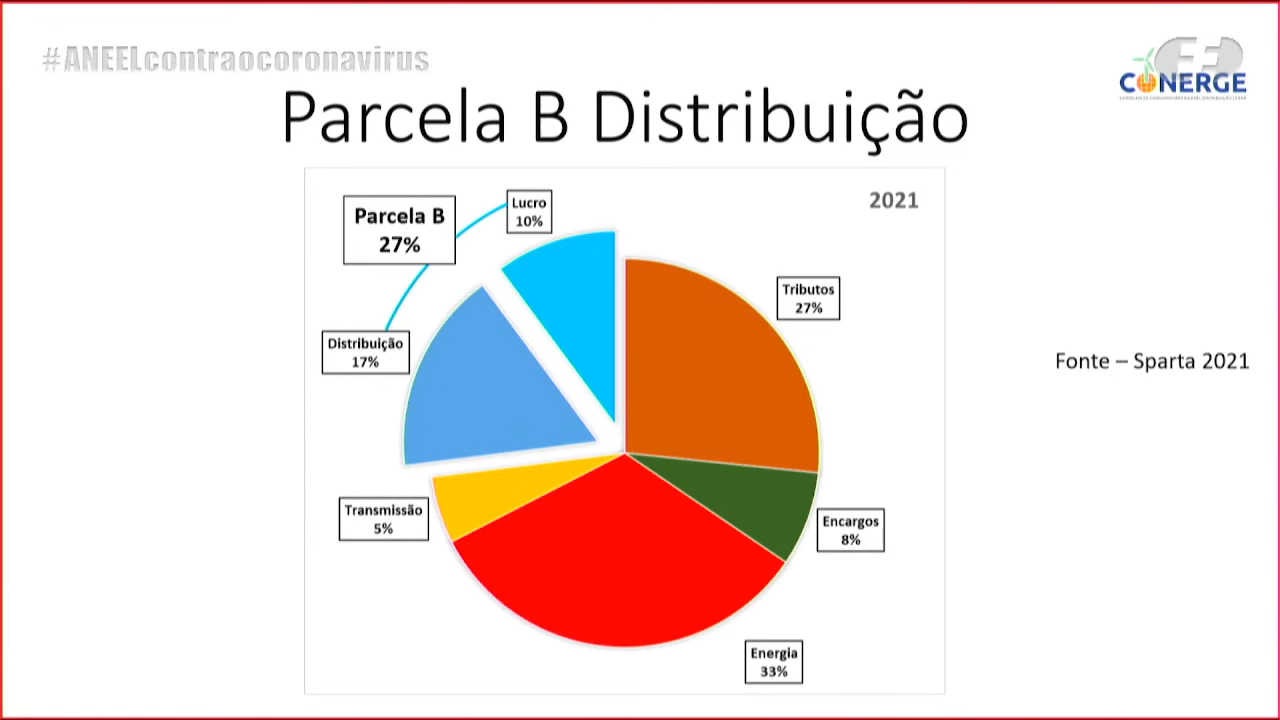 #ANEELcontraocoronavirus
CONERGE
Parcela B Distribuição
2021
Parcela B
27%
Lucro
10%
Tributos
27%
Distribuição
17%
Fonte – Sparta 2021
Transmissão
5%
Encargos
8%
Energia
33%